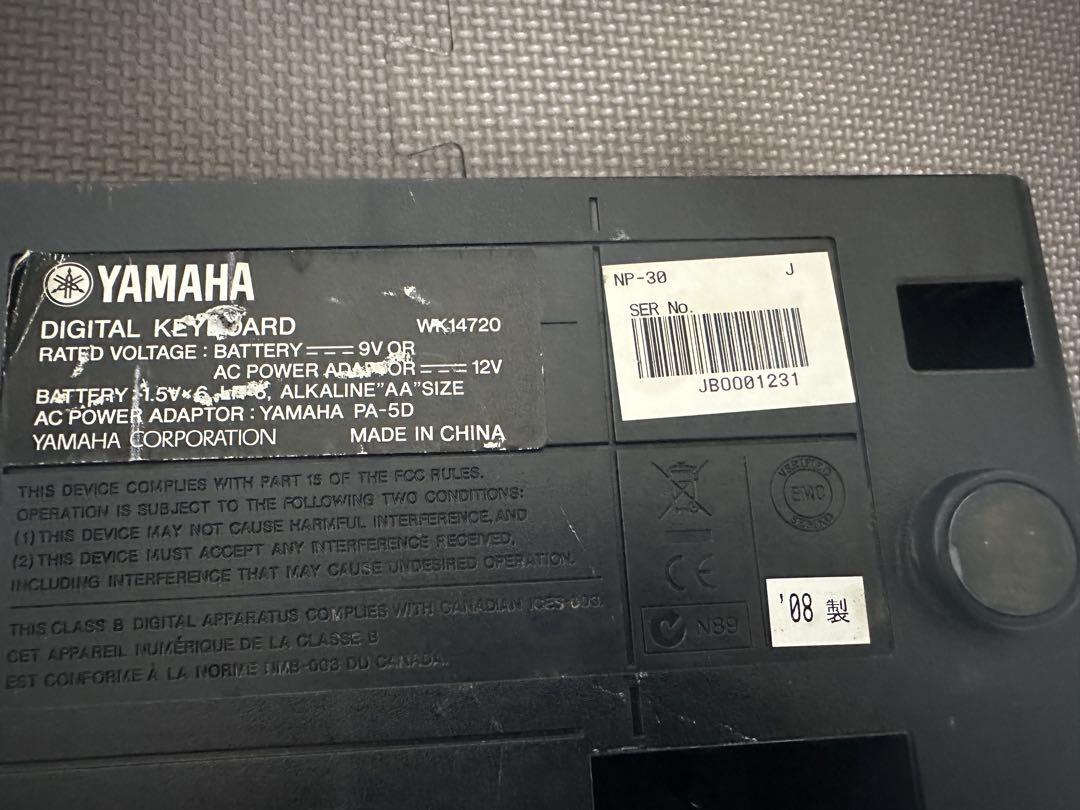 YAMAHA
DIGITAL KEYBOARD WK14720
RATED VOLTAGE : BATTERY 9V OR
AC POWER ADAPTOR 12V
BATTERY 1.5V× 6, ALKALINE"AA"SIZE
AC POWER ADAPTOR : YAMAHA PA-5D
YAMAHA CORPORATION MADE IN CHINA
NP-30 J
SER No.
JB0001231
THIS DEVICE COMPLIES WITH PART 15 OF THE FCC RULES.
OPERATION IS SUBJECT TO THE FOLLOWING TWO CONDITIONS:
(1) THIS DEVICE MAY NOT CAUSE HARMFUL INTERFERENCE, AND
(2) THIS DEVICE MUST ACCEPT ANY INTERFERENCE RECEIVED,
INCLUDING INTERFERENCE THAT MAY CAUSE UNDESIRED OPERATION.
THIS CLASS B DIGITAL APPARATUS COMPLIES WITH CANADIAN ICES-003.
CET APPAREIL NUMÉRIQUE DE LA CLASSE B
EST CONFORME À LA NORME NMB-003 DU CANADA.
VERIFIED
EMC
CE
N89
'08 製